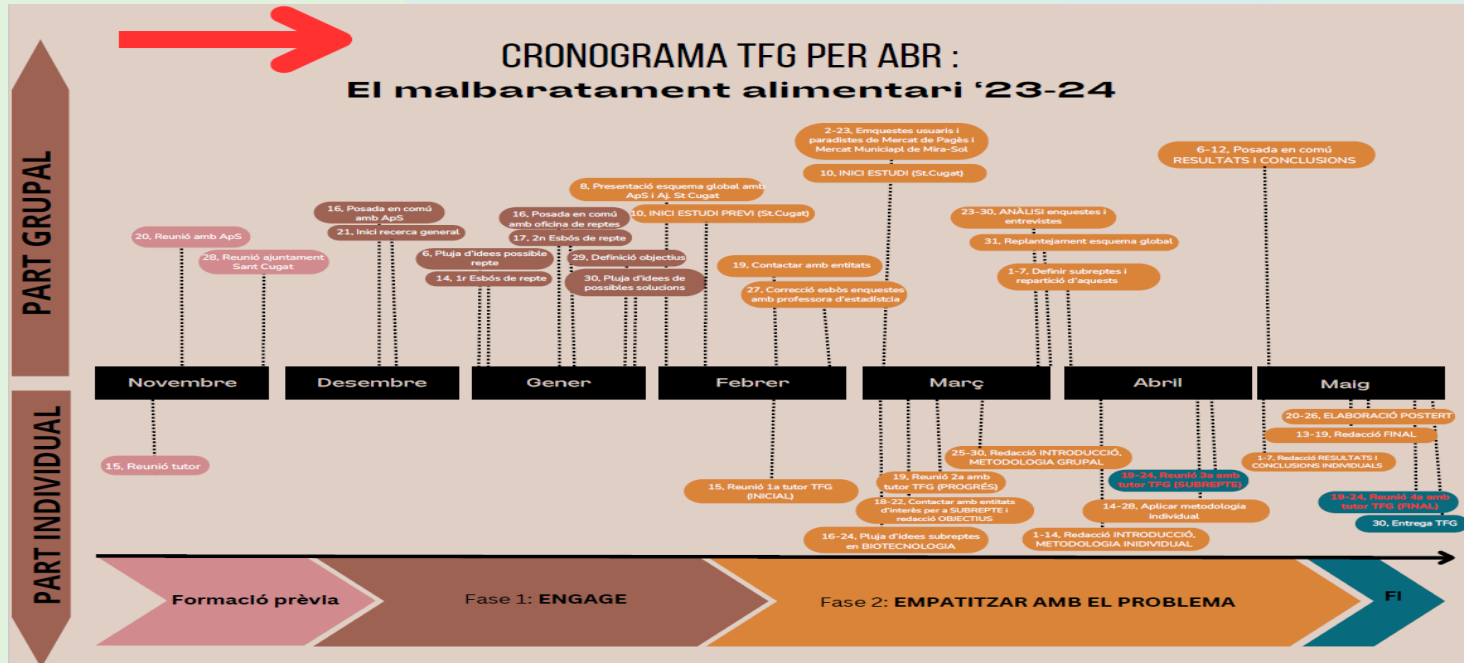 CRONOGRAMA TFG PER ABR :
El malbaratament alimentari ‘23-24
PART GRUPAL
20, Reunió amb ApS
28, Reunió ajuntament
Sant Cugat
16, Posada en comú
amb ApS
21, Inici recerca general
6, Pluja d'idees possible
repte
14, 1r Esbós de repte
16, Posada en comú
amb oficina de reptes
17, 2n Esbós de repte
29, Definició objectius
30, Pluja d'idees de
possibles solucions
8, Presentació esquema global amb
ApS i Aj. St Cugat
10, INICI ESTUDI PREVI (St.Cugat)
19, Contactar amb entitats
27, Correcció esbòs enquestes
amb professora d'estadístcia
2-23, Emquestes usuaris i
paradistes de Mercat de Pagès i
Mercat Municiapl de Mira-Sol
10, INICI ESTUDI (St.Cugat)
23-30, ANÀLISI enquestes i
entrevistes
31, Replantejament esquema global
1-7, Definir subreptes i
repartició d'aquests
6-12, Posada en comú
RESULTATS I CONCLUSIONS
Novembre
Desembre
Gener
Febrer
Març
Abril
Maig
PART INDIVIDUAL
15, Reunió tutor
15, Reunió 1a tutor TFG
(INICIAL)
25-30, Redacció INTRODUCCIÓ,
METODOLOGIA GRUPAL
19, Reunió 2a amb
tutor TFG (PROGRÉS)
18-22, Contactar amb entitats
d'interès per a SUBREPTE i
redacció OBJECTIUS
16-24, Pluja d'idees subreptes
en BIOTECNOLOGIA
19-24, Reunió 3a amb
tutor TFG (SUBREPTE)
14-28, Aplicar metodologia
individual
1-14, Redacció INTRODUCCIÓ,
METODOLOGIA INIDIVIDUAL
20-26, ELABORACIÓ POSTERT
13-19, Redacció FINAL
1-7, Redacció RESULTATS I
CONCLUSIONS INDIVIDUALS
19-24, Reunió 4a amb
tutor TFG (FINAL)
30, Entrega TFG
Formació prèvia
Fase 1: ENGAGE
Fase 2: EMPATITZAR AMB EL PROBLEMA
FI